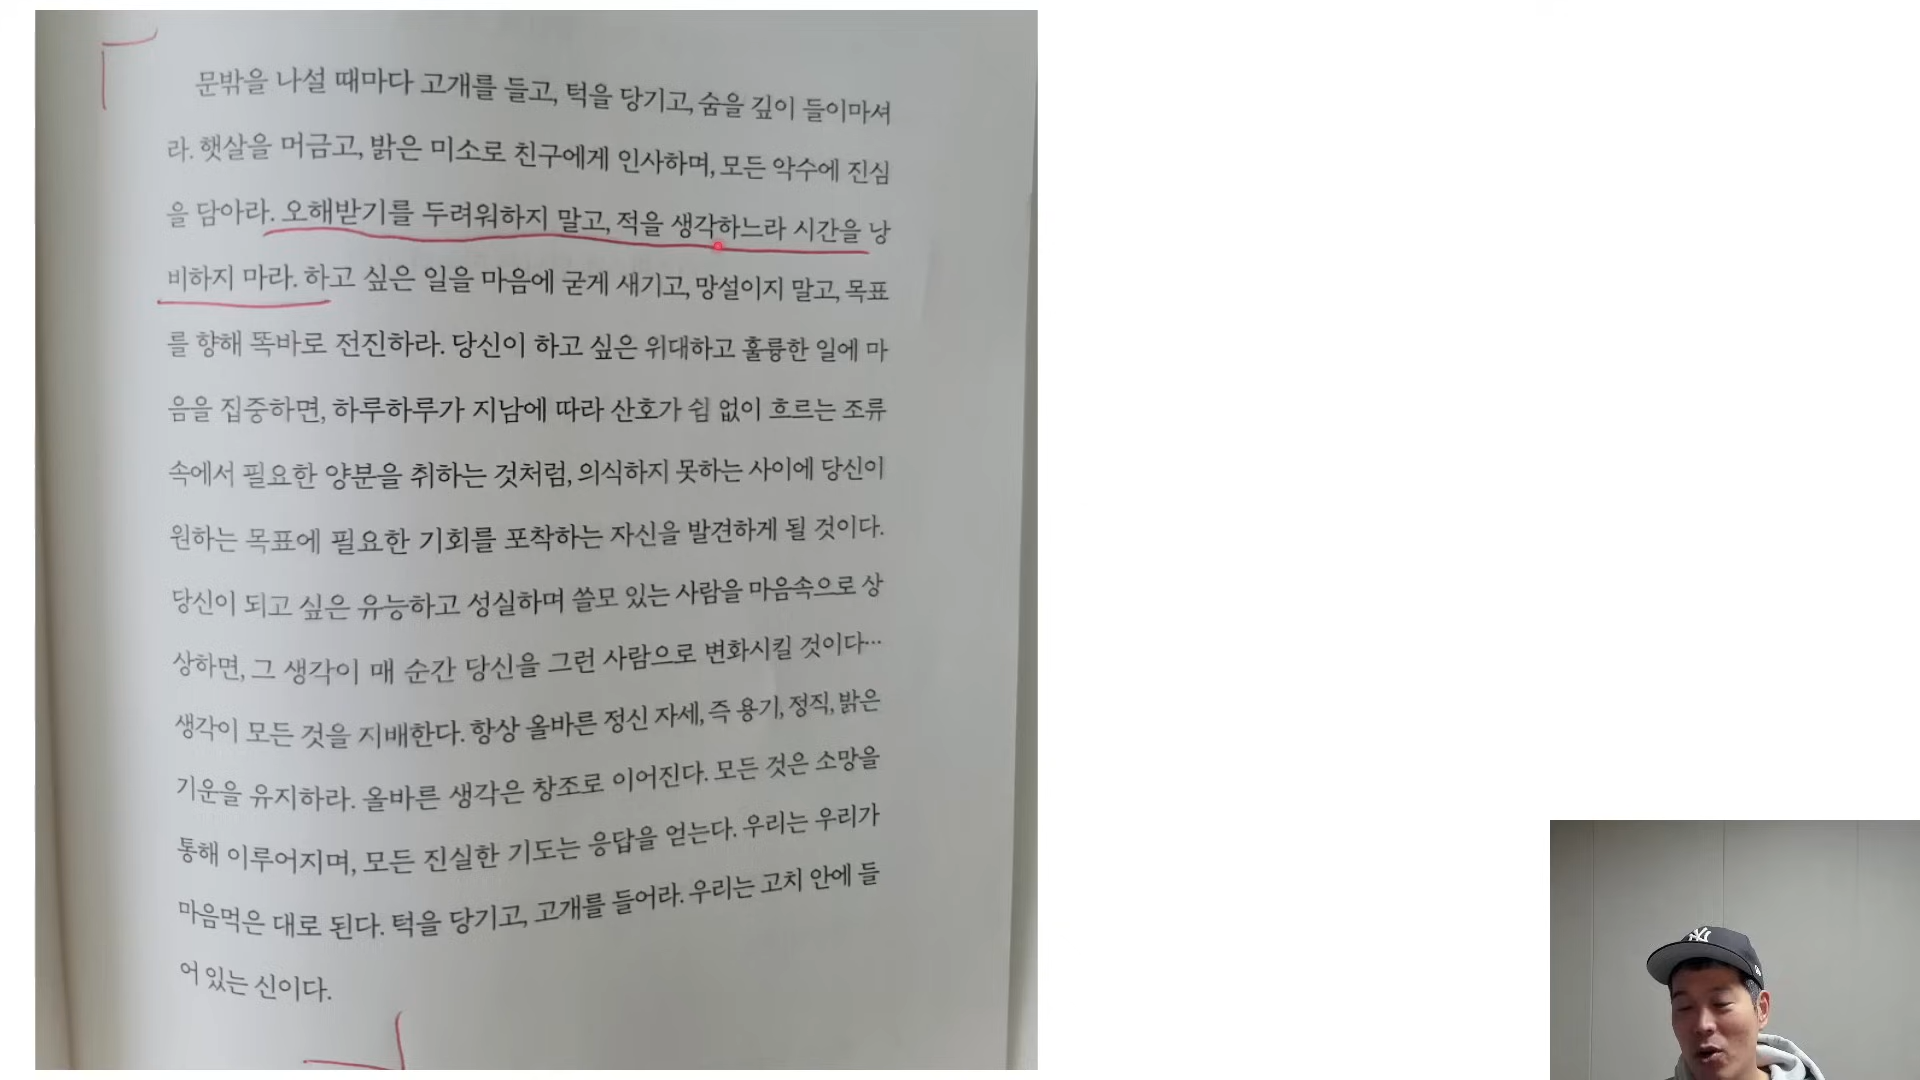 문밖을 나설 때마다 고개를 들고, 턱을 당기고, 숨을 깊이 들이마셔
라. 햇살을 머금고, 밝은 미소로 친구에게 인사하며, 모든 악수에 진심
을 담아라. 오해받기를 두려워하지 말고, 적을 생각하느라 시간을 낭
비하지 마라. 하고 싶은 일을 마음에 굳게 새기고, 망설이지 말고, 목표
를 향해 똑바로 전진하라. 당신이 하고 싶은 위대하고 훌륭한 일에 마
음을 집중하면, 하루하루가 지남에 따라 산호가 쉼 없이 흐르는 조류
속에서 필요한 양분을 취하는 것처럼, 의식하지 못하는 사이에 당신이
원하는 목표에 필요한 기회를 포착하는 자신을 발견하게 될 것이다.
당신이 되고 싶은 유능하고 성실하며 쓸모 있는 사람을 마음속으로 상
상하면, 그 생각이 매 순간 당신을 그런 사람으로 변화시킬 것이다…
생각이 모든 것을 지배한다. 항상 올바른 정신 자세, 즉 용기, 정직, 밝은
기운을 유지하라. 올바른 생각은 창조로 이어진다. 모든 것은 소망을
통해 이루어지며, 모든 진실한 기도는 응답을 얻는다. 우리는 우리가
마음먹은 대로 된다. 턱을 당기고, 고개를 들어라. 우리는 고치 안에 들
어 있는 신이다.
NY